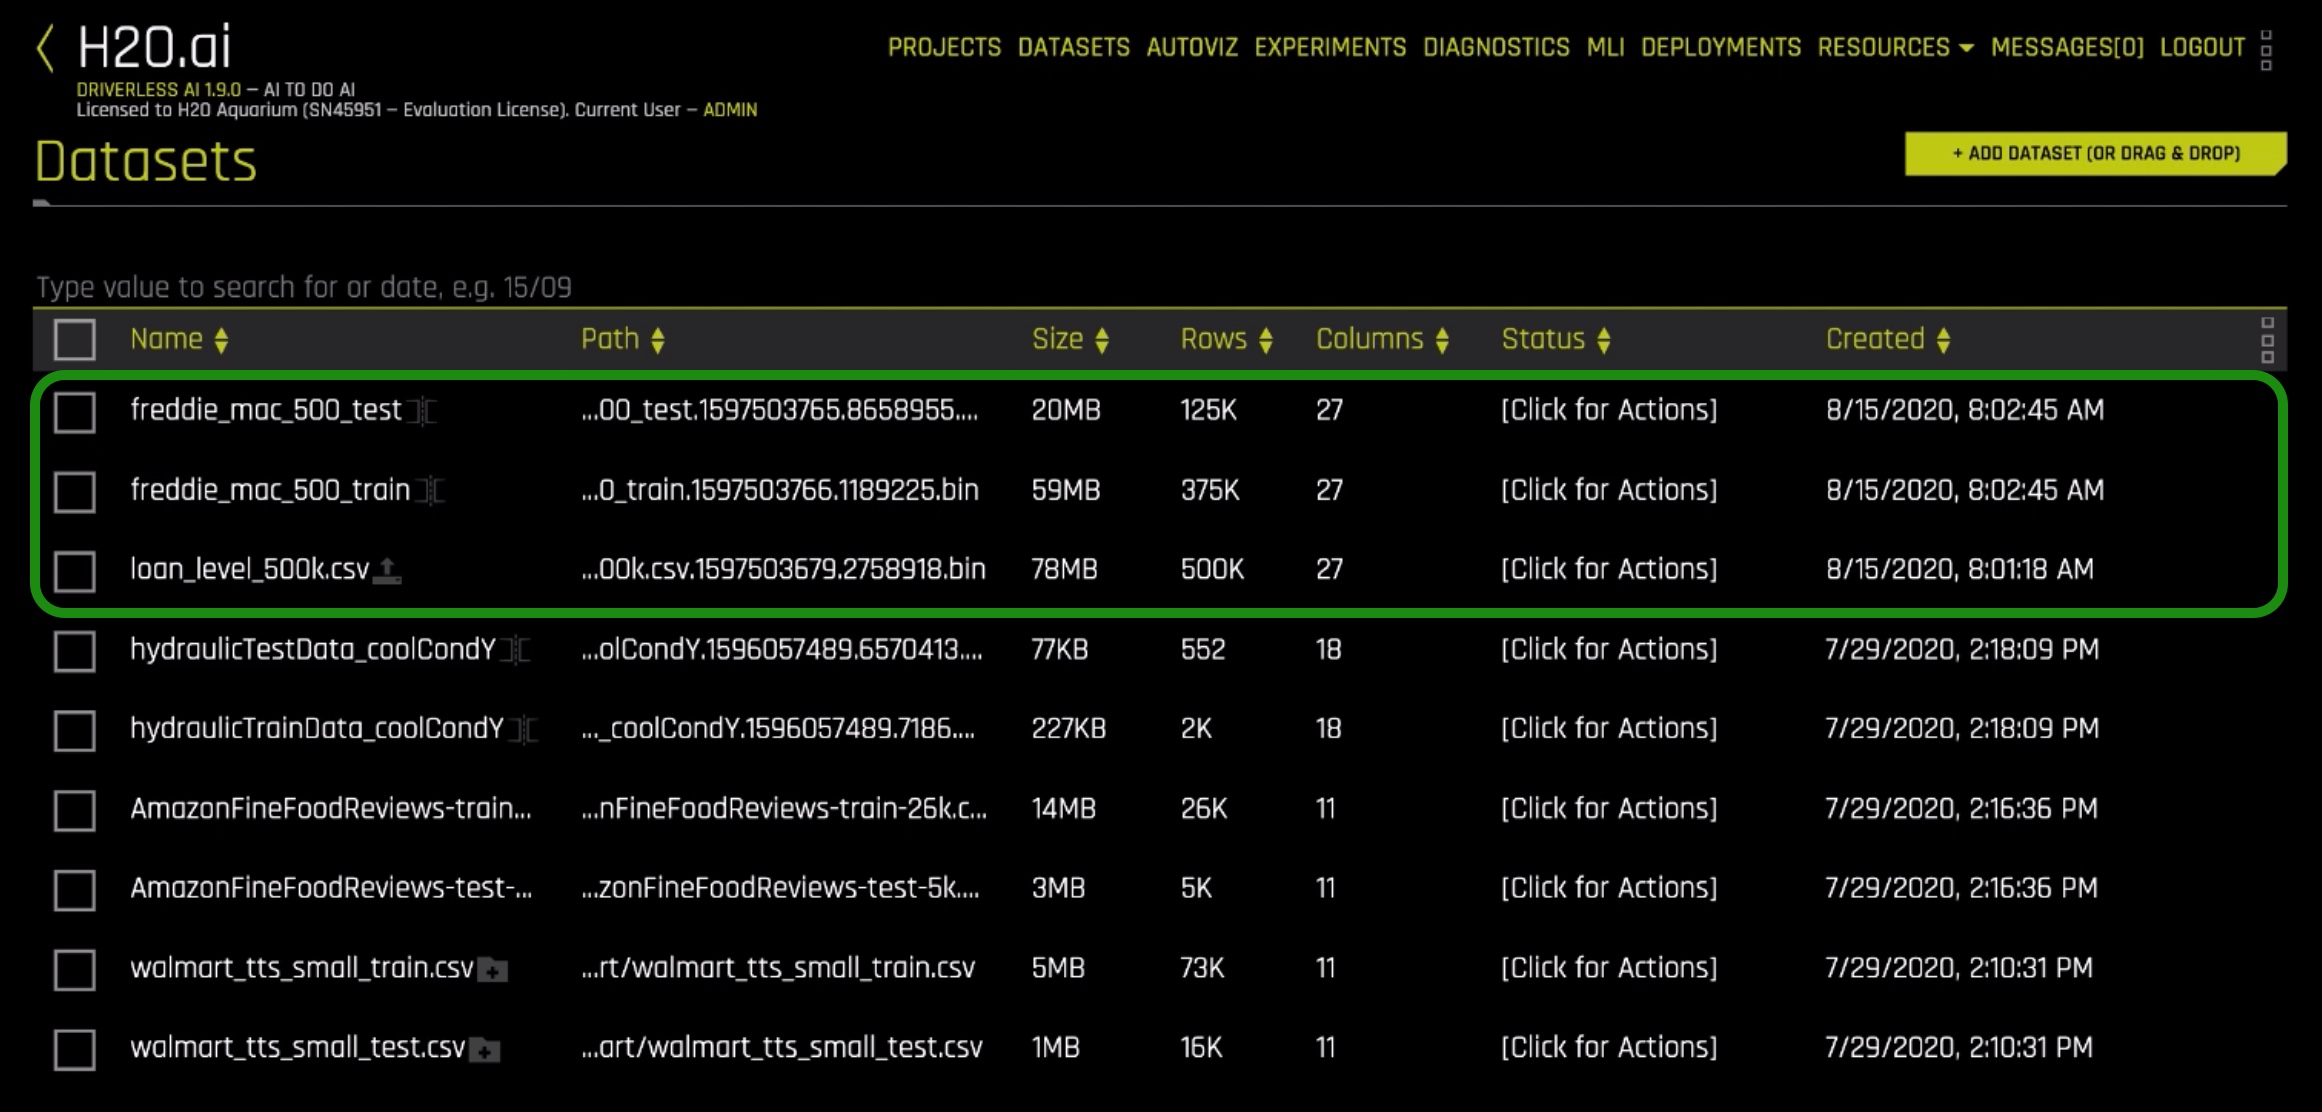 H2O.ai
PROJECTS DATASETS AUTOVIZ EXPERIMENTS DIAGNOSTICS MLI DEPLOYMENTS RESOURCES MESSAGES[0] LOGOUT
DRIVERLESS AI 1.9.0 – AI TO DO AI
Licensed to H2O Aquarium (SN45951 – Evaluation License). Current User – ADMIN
Datasets
+ ADD DATASET (OR DRAG & DROP)
Type value to search for or date, e.g. 15/09
Name Path Size Rows Columns Status Created
freddie_mac_500_test ...00_test.1597503765.8658955.... 20MB 125K 27 [Click for Actions] 8/15/2020, 8:02:45 AM
freddie_mac_500_train ...0_train.1597503766.1189225.bin 59MB 375K 27 [Click for Actions] 8/15/2020, 8:02:45 AM
loan_level_500k.csv ...00k.csv.1597503679.2758918.bin 78MB 500K 27 [Click for Actions] 8/15/2020, 8:01:18 AM
hydraulicTestData_coolCondY ...olCondY.1596057489.6570413.... 77KB 552 18 [Click for Actions] 7/29/2020, 2:18:09 PM
hydraulicTrainData_coolCondY ..._coolCondY.1596057489.7186.... 227KB 2K 18 [Click for Actions] 7/29/2020, 2:18:09 PM
AmazonFineFoodReviews-train... ...nFineFoodReviews-train-26k.c... 14MB 26K 11 [Click for Actions] 7/29/2020, 2:16:36 PM
AmazonFineFoodReviews-test-... ...zonFineFoodReviews-test-5k.... 3MB 5K 11 [Click for Actions] 7/29/2020, 2:16:36 PM
walmart_tts_small_train.csv ...rt/walmart_tts_small_train.csv 5MB 73K 11 [Click for Actions] 7/29/2020, 2:10:31 PM
walmart_tts_small_test.csv ...art/walmart_tts_small_test.csv 1MB 16K 11 [Click for Actions] 7/29/2020, 2:10:31 PM